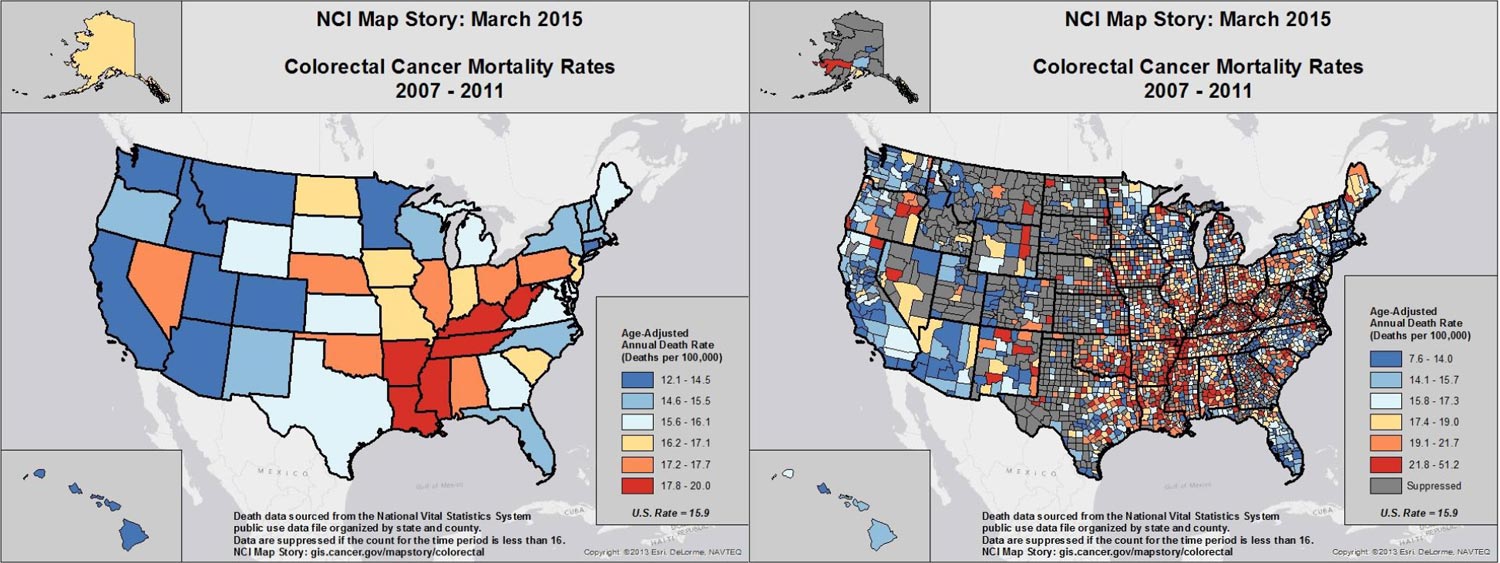 NCI Map Story: March 2015
Colorectal Cancer Mortality Rates
2007 - 2011
Age-Adjusted
Annual Death Rate
(Deaths per 100,000)
12.1 - 14.5
14.6 - 15.5
15.6 - 16.1
16.2 - 17.1
17.2 - 17.7
17.8 - 20.0
U.S. Rate = 15.9
MEXICO
Gulf of Mexico
CUBA
Death data sourced from the National Vital Statistics System
public use data file organized by state and county.
Data are suppressed if the count for the time period is less than 16.
NCI Map Story: gis.cancer.gov/mapstory/colorectal
Copyright ©2013 Esri, DeLorme, NAVTEQ
NCI Map Story: March 2015
Colorectal Cancer Mortality Rates
2007 - 2011
Age-Adjusted
Annual Death Rate
(Deaths per 100,000)
7.6 - 14.0
14.1 - 15.7
15.8 - 17.3
17.4 - 19.0
19.1 - 21.7
21.8 - 51.2
Suppressed
U.S. Rate = 15.9
MEXICO
Gulf of Mexico
CUBA
Death data sourced from the National Vital Statistics System
public use data file organized by state and county.
Data are suppressed if the count for the time period is less than 16.
NCI Map Story: gis.cancer.gov/mapstory/colorectal
Copyright ©2013 Esri, DeLorme, NAVTEQ